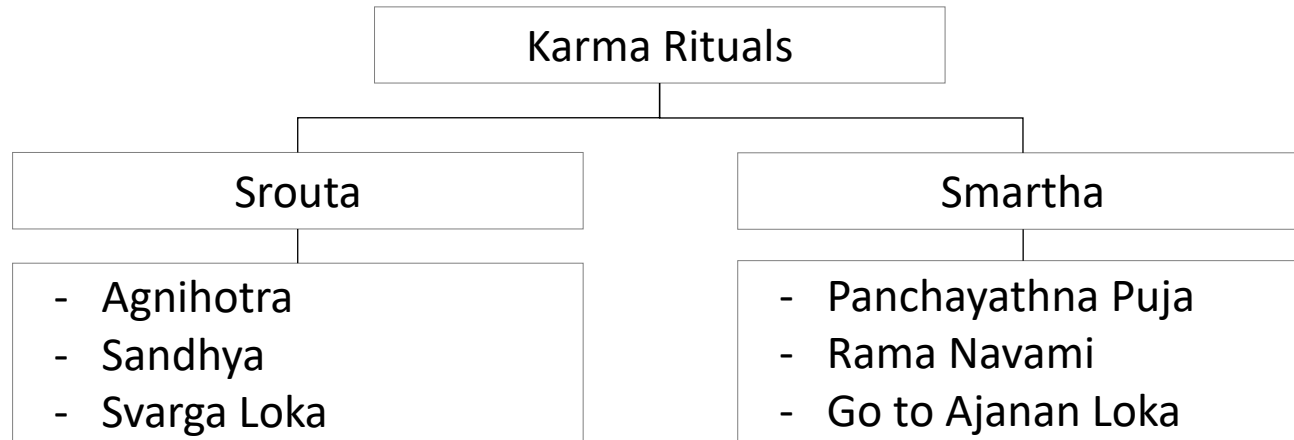 Karma Rituals
Srouta
- Agnihotra
- Sandhya
- Svarga Loka
Smartha
- Panchayathna Puja
- Rama Navami
- Go to Ajanan Loka